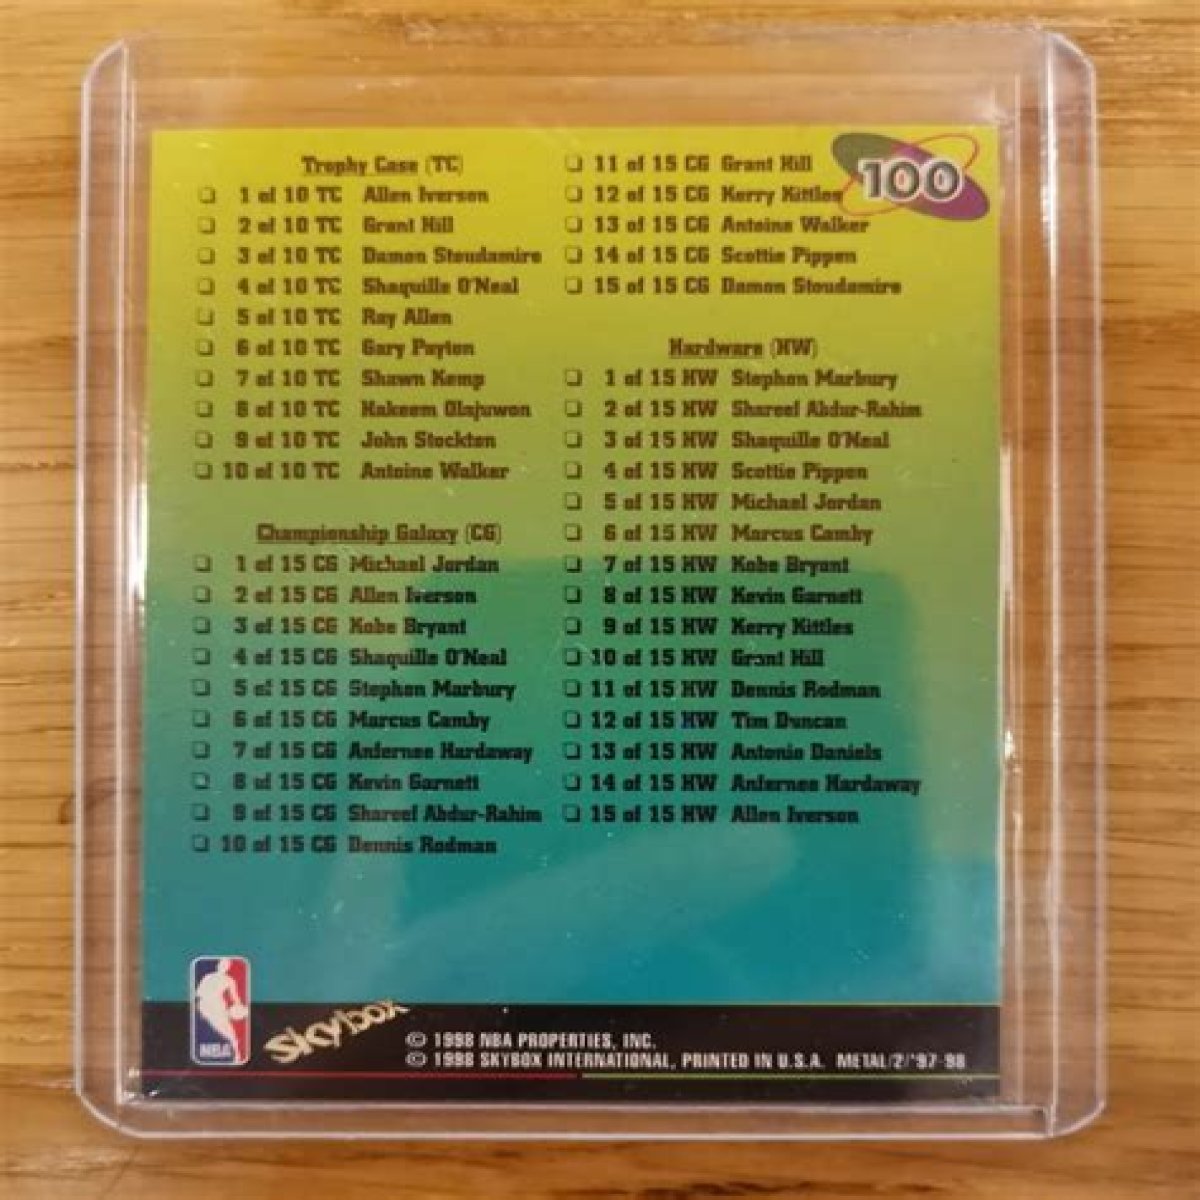 Trophy Case (TC)
1 of 10 TC Allen Iverson
2 of 10 TC Grant Hill
3 of 10 TC Damon Stoudamire
4 of 10 TC Shaquille O'Neal
5 of 10 TC Ray Allen
6 of 10 TC Gary Payton
7 of 10 TC Shawn Kemp
8 of 10 TC Hakeem Olajuwon
9 of 10 TC John Stockton
10 of 10 TC Antoine Walker
Championship Galaxy (CG)
1 of 15 CG Michael Jordan
2 of 15 CG Allen Iverson
3 of 15 CG Kobe Bryant
4 of 15 CG Shaquille O'Neal
5 of 15 CG Stephon Marbury
6 of 15 CG Marcus Camby
7 of 15 CG Anfernee Hardaway
8 of 15 CG Kevin Garnett
9 of 15 CG Shareef Abdur-Rahim
10 of 15 CG Dennis Rodman
11 of 15 CG Grant Hill
12 of 15 CG Kerry Kittles
13 of 15 CG Antoine Walker
14 of 15 CG Scottie Pippen
15 of 15 CG Damon Stoudamire
100
Hardware (HW)
1 of 15 HW Stephon Marbury
2 of 15 HW Shareef Abdur-Rahim
3 of 15 HW Shaquille O'Neal
4 of 15 HW Scottie Pippen
5 of 15 HW Michael Jordan
6 of 15 HW Marcus Camby
7 of 15 HW Kobe Bryant
8 of 15 HW Kevin Garnett
9 of 15 HW Kerry Kittles
10 of 15 HW Grant Hill
11 of 15 HW Dennis Rodman
12 of 15 HW Tim Duncan
13 of 15 HW Antonio Daniels
14 of 15 HW Anfernee Hardaway
15 of 15 HW Allen Iverson
NBA
Skybox
© 1998 NBA PROPERTIES, INC.
© 1998 SKYBOX INTERNATIONAL, PRINTED IN U.S.A. METAL/2/'97-98